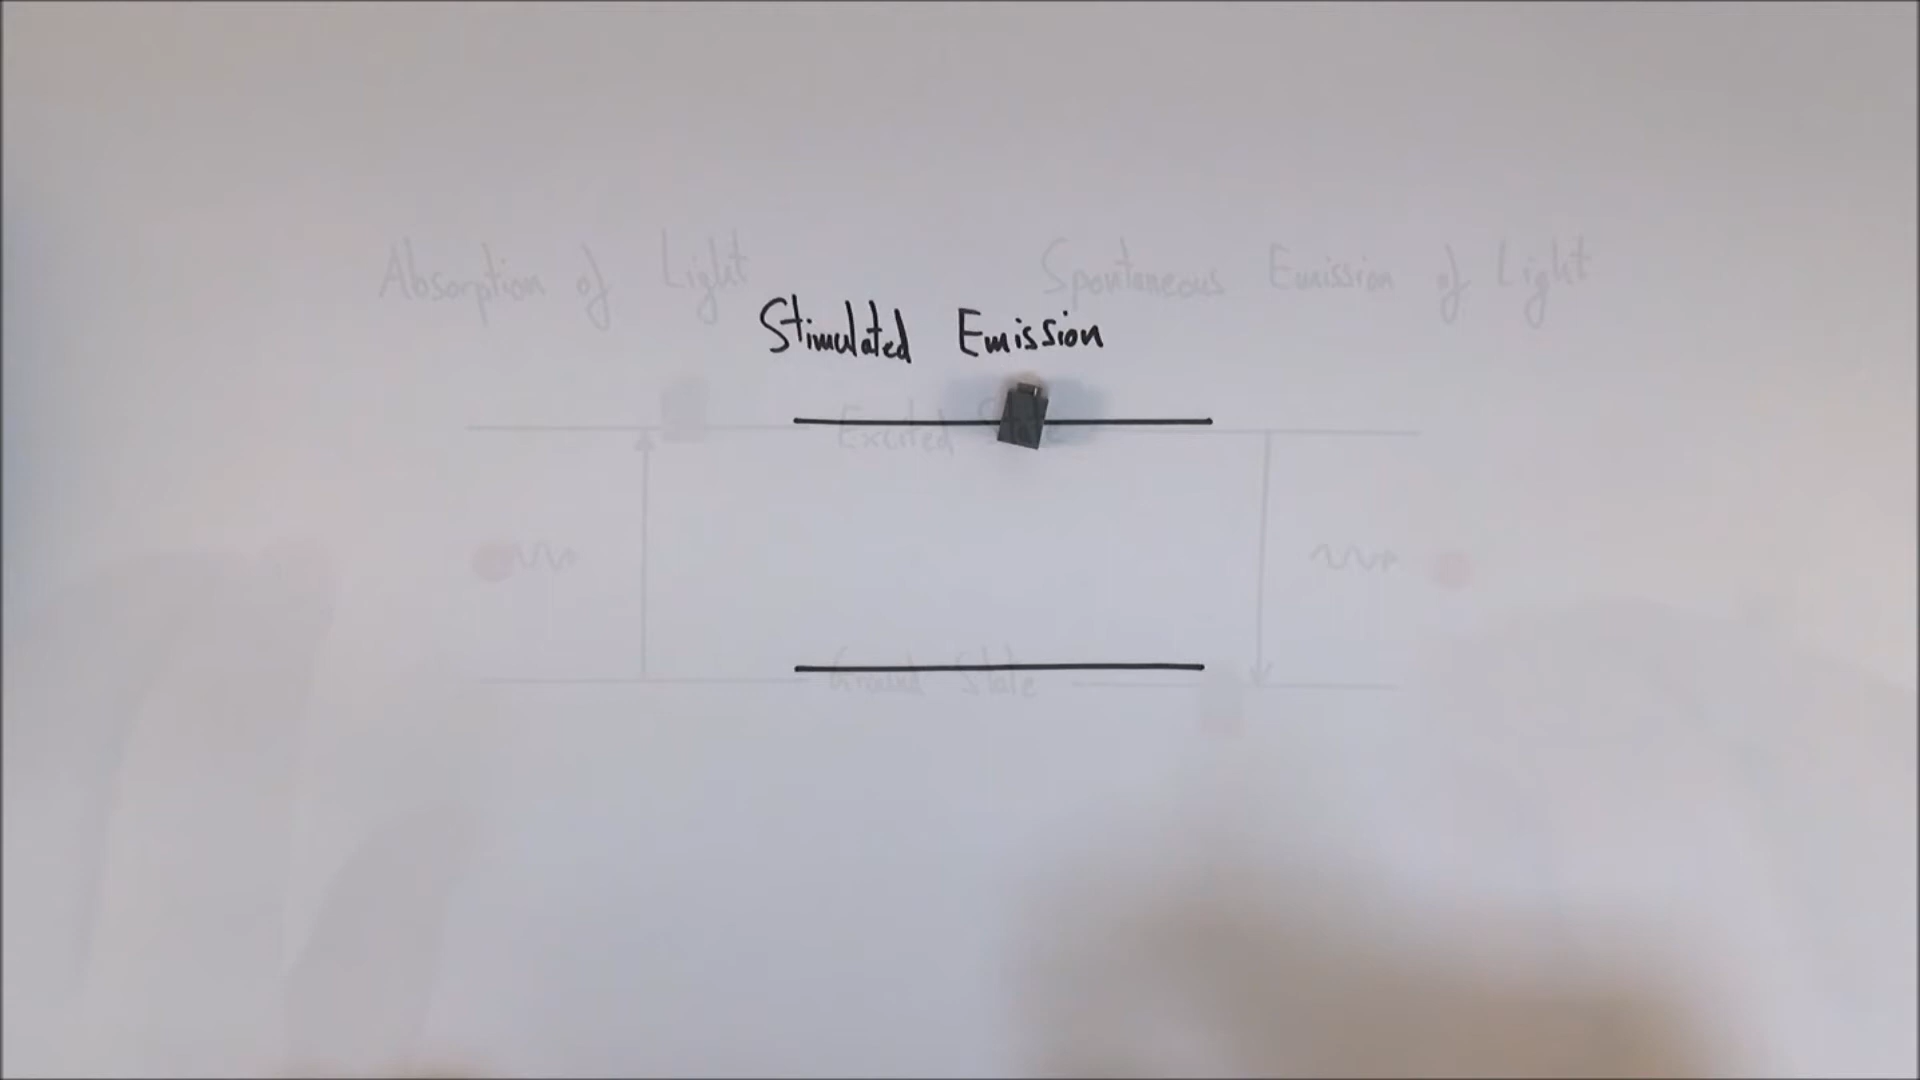 Absorption of Light
Spontaneous Emission of Light
Stimulated Emission
Excited State
Ground State